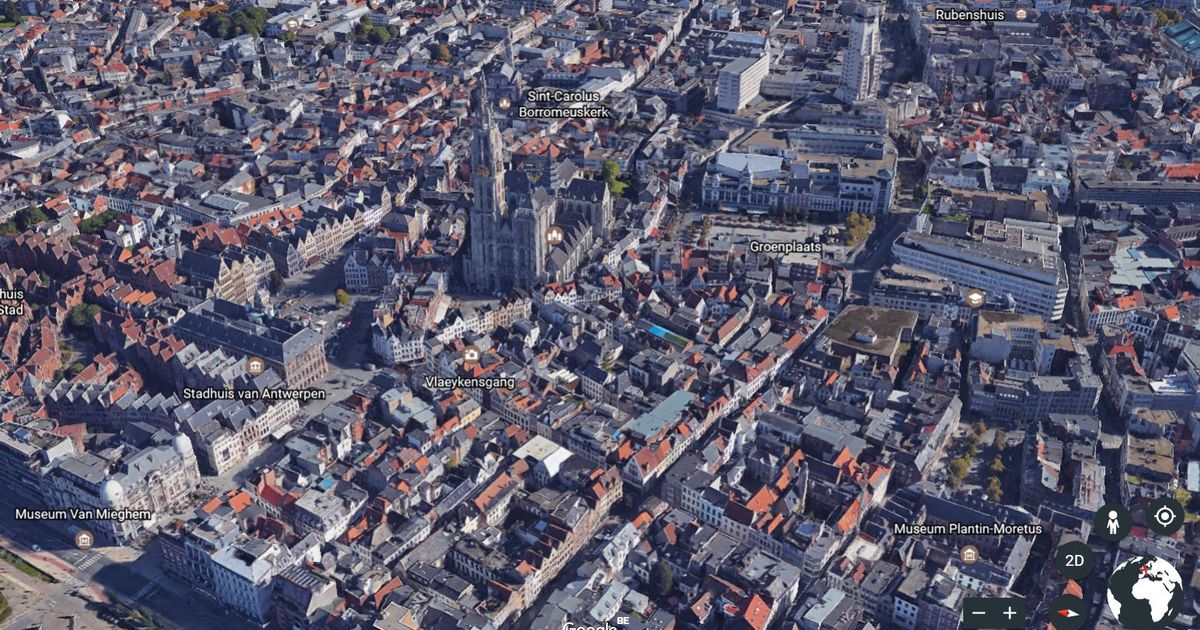 Rubenshuis
Sint-Carolus
Borromeuskerk
Groenplaats
huis
Stad
Vlaeykensgang
Stadhuis van Antwerpen
Museum Van Mieghem
Museum Plantin-Moretus
2D
− +
Google
BE